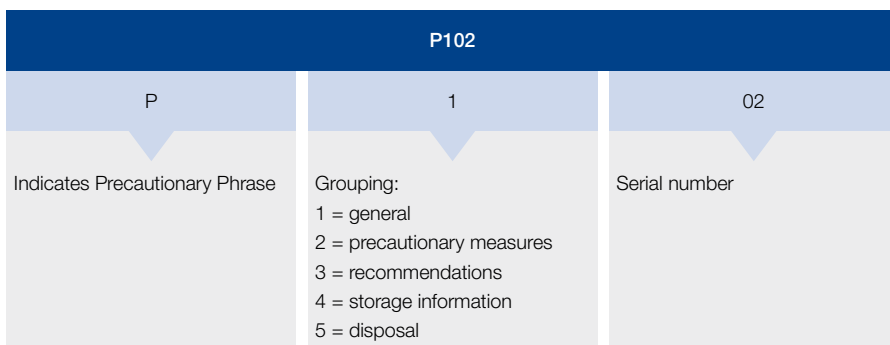 P102
P
1
02
Indicates Precautionary Phrase
Grouping:
1 = general
2 = precautionary measures
3 = recommendations
4 = storage information
5 = disposal
Serial number